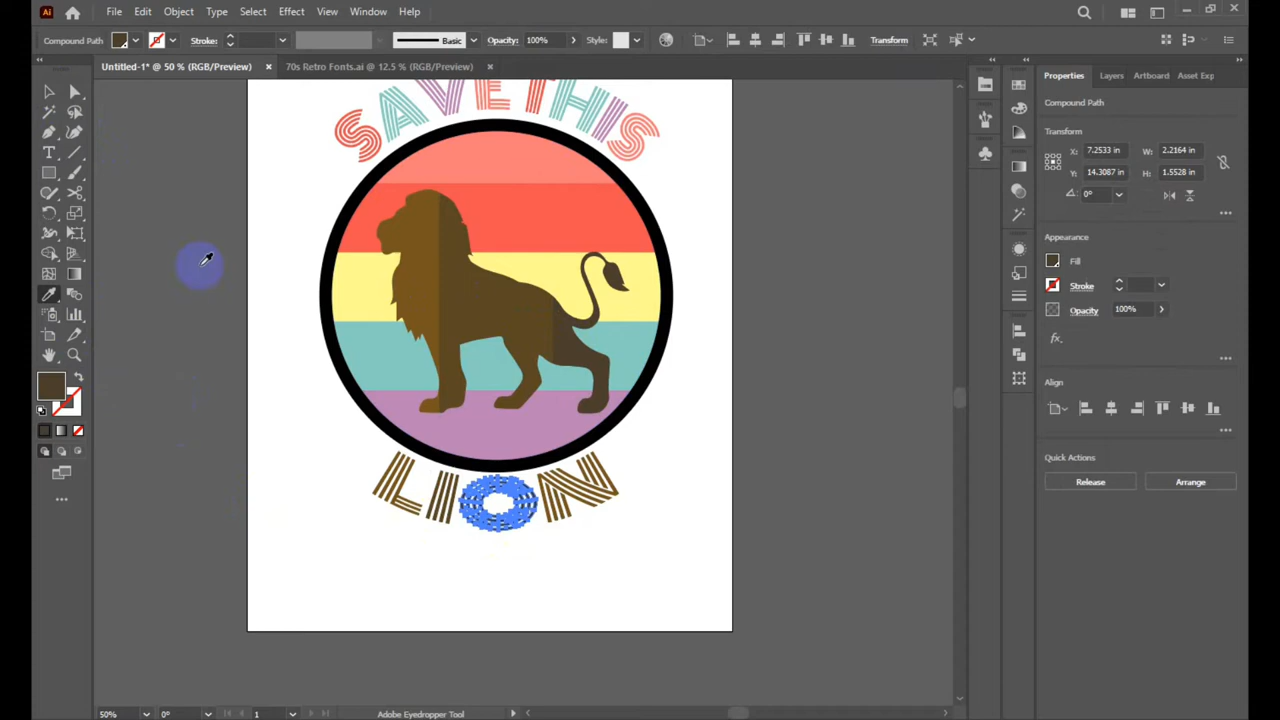 Ai File Edit Object Type Select Effect View Window Help
Compound Path Stroke: Basic Opacity: 100% Style: Transform
Untitled-1* @ 50 % (RGB/Preview) 70s Retro Fonts.ai @ 12.5 % (RGB/Preview)
Properties Layers Artboard Asset Exp
Compound Path
Transform
X: 7.2533 in W: 2.2164 in
Y: 14.3087 in H: 1.5528 in
0°
Appearance
Fill
Stroke
Opacity 100%
fx.
Align
Quick Actions
Release Arrange
SAVE THIS
LION
50% 0° 1 Adobe Eyedropper Tool